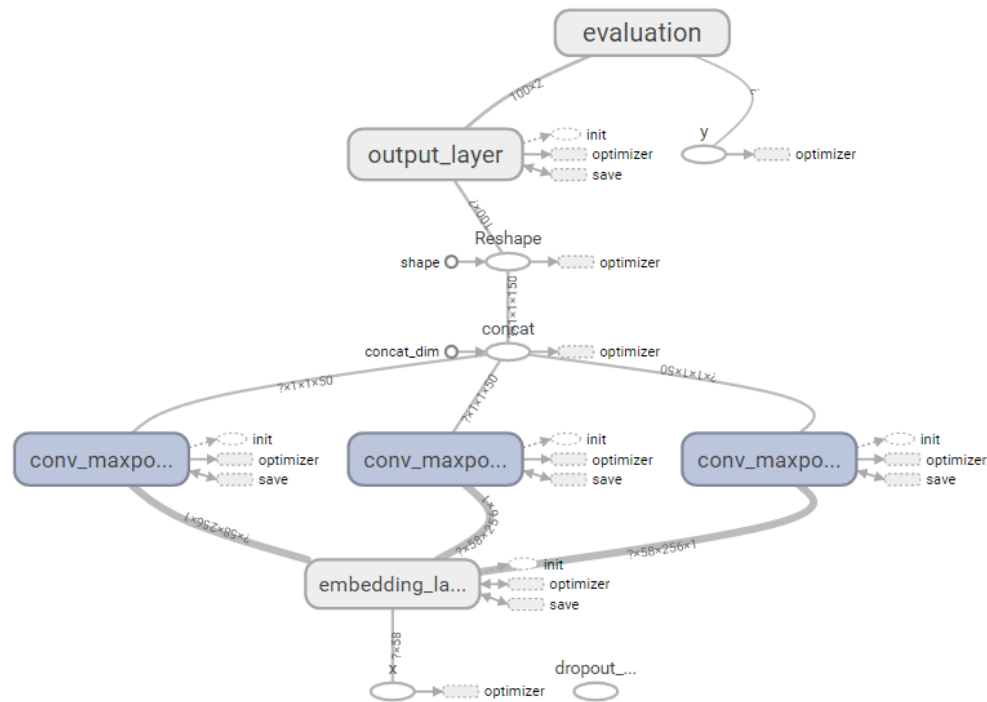 evaluation
100×2
?
y
output_layer
init
optimizer
save
optimizer
?×100
Reshape
shape
optimizer
?×1×1×150
concat
concat_dim
optimizer
?×1×1×50
?×1×1×50
?×1×1×50
conv_maxpo...
init
optimizer
save
conv_maxpo...
init
optimizer
save
conv_maxpo...
init
optimizer
save
?×58×256×1
?×58×256×1
?×58×256×1
embedding_la...
init
optimizer
save
?×58
x
optimizer
dropout_...